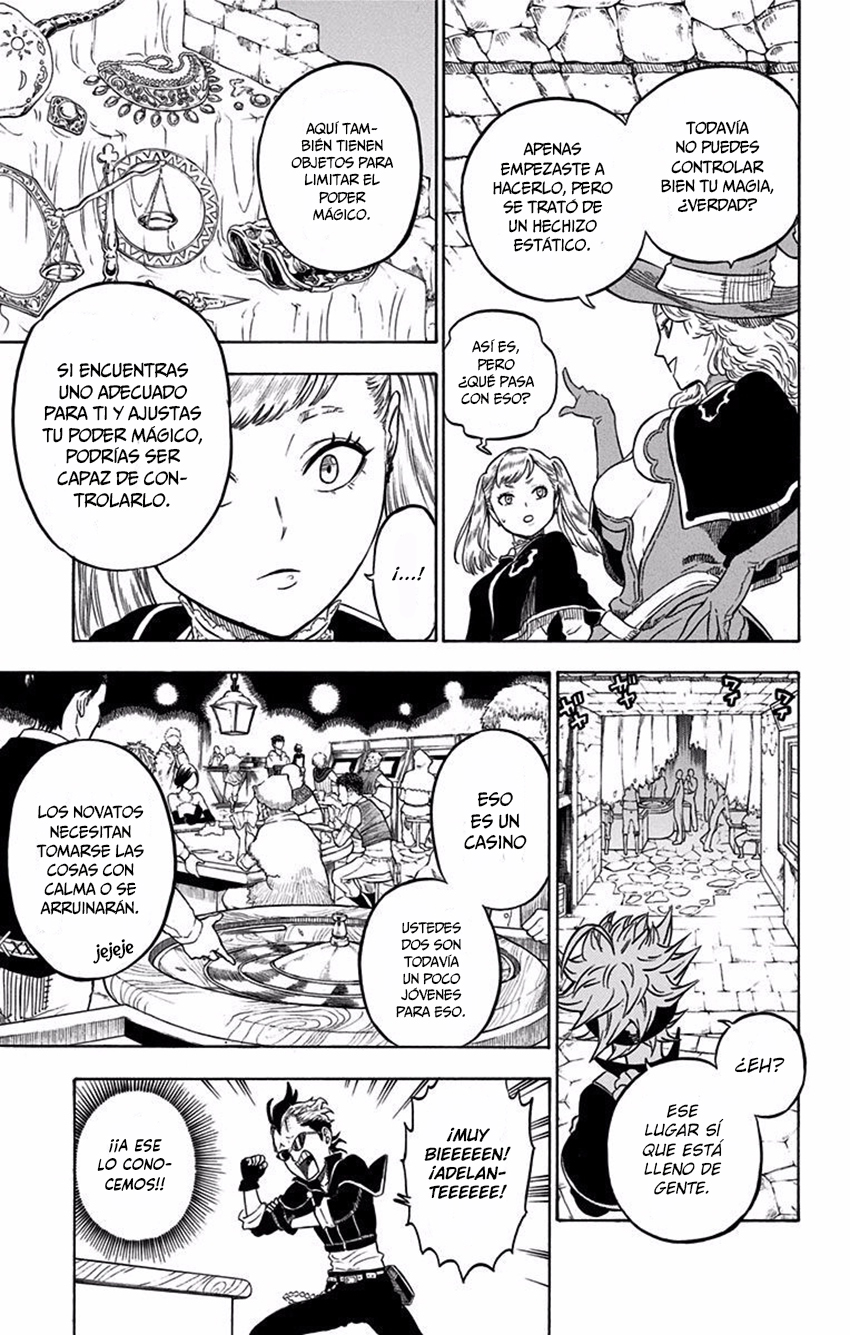 TODAVÍA
NO PUEDES
CONTROLAR
BIEN TU MAGIA,
¿VERDAD?
APENAS
EMPEZASTE A
HACERLO, PERO
SE TRATÓ DE
UN HECHIZO
ESTÁTICO.
ASÍ ES,
PERO
¿QUÉ PASA
CON ESO?
AQUÍ TAM-
BIÉN TIENEN
OBJETOS PARA
LIMITAR EL
PODER
MÁGICO.
SI ENCUENTRAS
UNO ADECUADO
PARA TI Y AJUSTAS
TU PODER MÁGICO,
PODRÍAS SER
CAPAZ DE CON-
TROLARLO.
¡...!
¿EH?
ESE
LUGAR SÍ
QUE ESTÁ
LLENO DE
GENTE.
ESO
ES UN
CASINO
USTEDES
DOS SON
TODAVÍA
UN POCO
JÓVENES
PARA ESO.
LOS NOVATOS
NECESITAN
TOMARSE LAS
COSAS CON
CALMA O SE
ARRUINARÁN.
jejeje
¡MUY
BIEEEEEN!
¡ADELAN-
TEEEEEE!
¡¡A ESE
LO CONO-
CEMOS!!